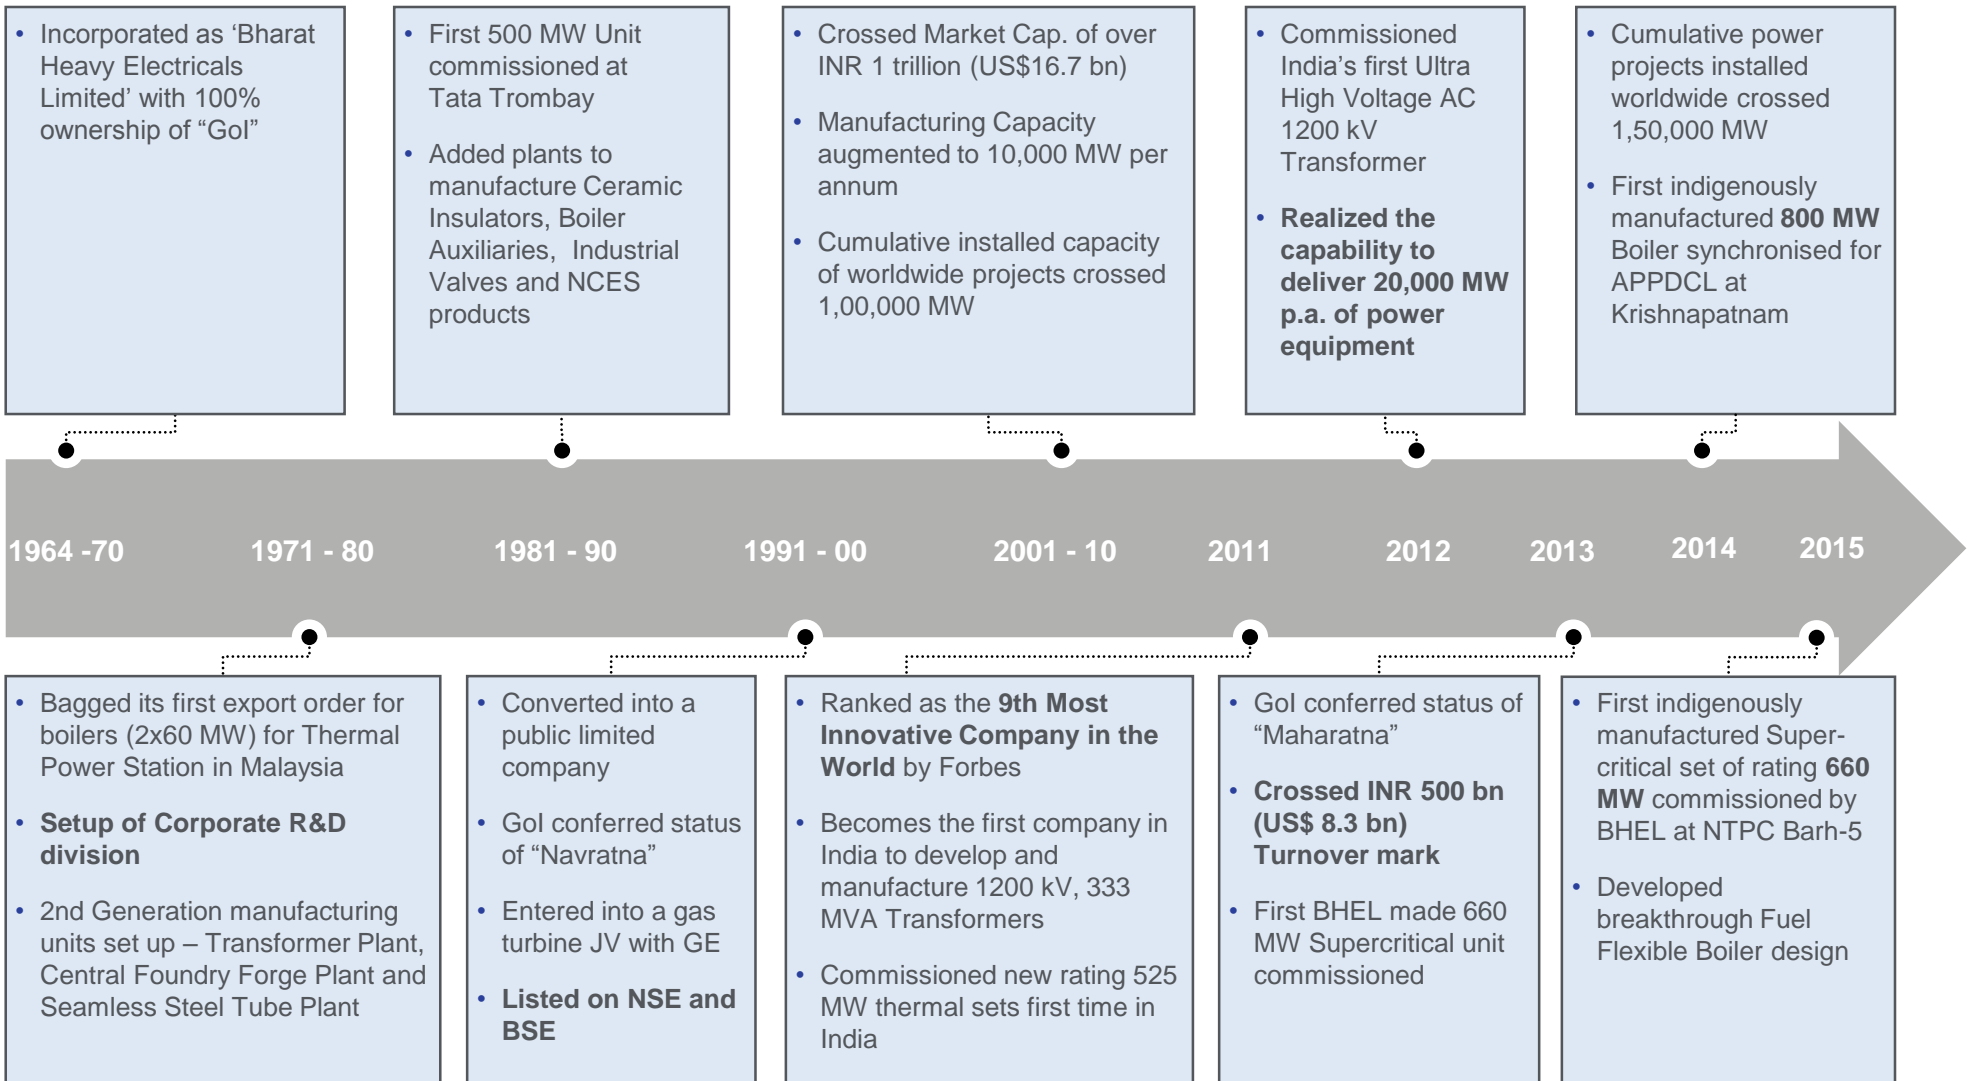 • Incorporated as ‘Bharat
Heavy Electricals
Limited’ with 100%
ownership of “GoI”
• First 500 MW Unit
commissioned at
Tata Trombay
• Added plants to
manufacture Ceramic
Insulators, Boiler
Auxiliaries, Industrial
Valves and NCES
products
• Crossed Market Cap. of over
INR 1 trillion (US$16.7 bn)
• Manufacturing Capacity
augmented to 10,000 MW per
annum
• Cumulative installed capacity
of worldwide projects crossed
1,00,000 MW
• Commissioned
India’s first Ultra
High Voltage AC
1200 kV
Transformer
• Realized the
capability to
deliver 20,000 MW
p.a. of power
equipment
• Cumulative power
projects installed
worldwide crossed
1,50,000 MW
• First indigenously
manufactured 800 MW
Boiler synchronised for
APPDCL at
Krishnapatnam
1964 -70 1971 - 80 1981 - 90 1991 - 00 2001 - 10 2011 2012 2013 2014 2015
• Bagged its first export order for
boilers (2x60 MW) for Thermal
Power Station in Malaysia
• Setup of Corporate R&D
division
• 2nd Generation manufacturing
units set up – Transformer Plant,
Central Foundry Forge Plant and
Seamless Steel Tube Plant
• Converted into a
public limited
company
• GoI conferred status
of “Navratna”
• Entered into a gas
turbine JV with GE
• Listed on NSE and
BSE
• Ranked as the 9th Most
Innovative Company in the
World by Forbes
• Becomes the first company in
India to develop and
manufacture 1200 kV, 333
MVA Transformers
• Commissioned new rating 525
MW thermal sets first time in
India
• GoI conferred status of
“Maharatna”
• Crossed INR 500 bn
(US$ 8.3 bn)
Turnover mark
• First BHEL made 660
MW Supercritical unit
commissioned
• First indigenously
manufactured Super-
critical set of rating 660
MW commissioned by
BHEL at NTPC Barh-5
• Developed
breakthrough Fuel
Flexible Boiler design